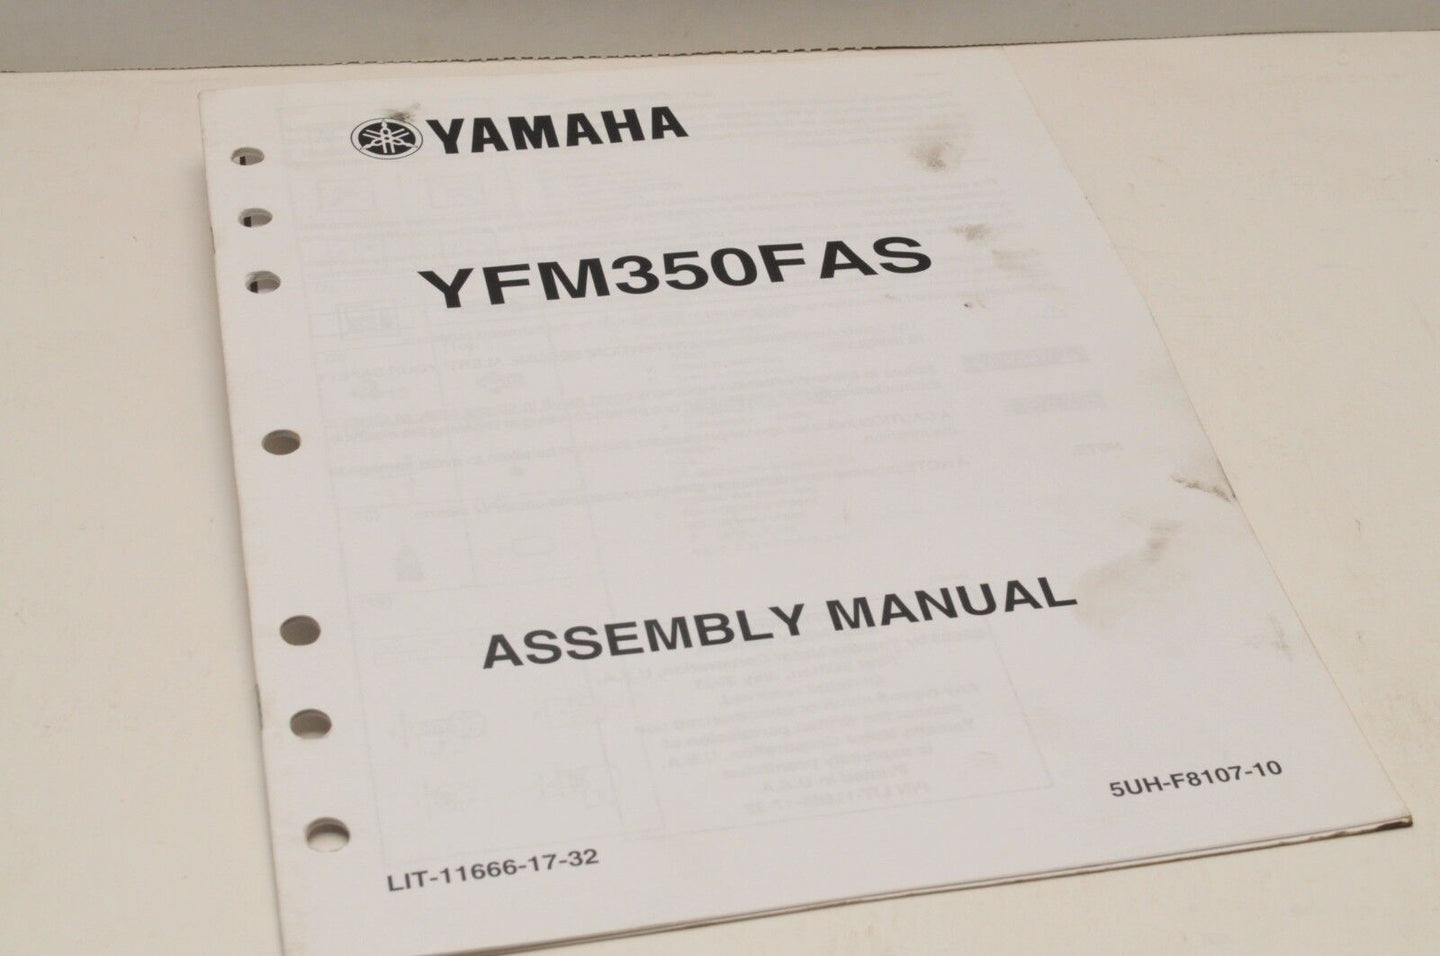 YAMAHA
YFM350FAS
ASSEMBLY MANUAL
5UH-F8107-10
LIT-11666-17-32